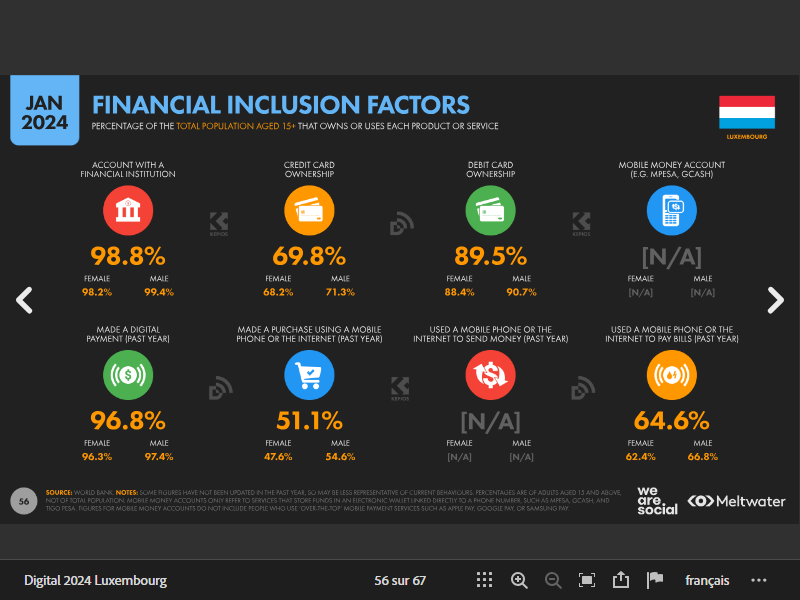 JAN
2024
FINANCIAL INCLUSION FACTORS
PERCENTAGE OF THE TOTAL POPULATION AGED 15+ THAT OWNS OR USES EACH PRODUCT OR SERVICE
LUXEMBOURG
ACCOUNT WITH A
FINANCIAL INSTITUTION
98.8%
FEMALE MALE
98.2% 99.4%
CREDIT CARD
OWNERSHIP
69.8%
FEMALE MALE
68.2% 71.3%
DEBIT CARD
OWNERSHIP
89.5%
FEMALE MALE
88.4% 90.7%
MOBILE MONEY ACCOUNT
(E.G. MPESA, GCASH)
[N/A]
FEMALE MALE
[N/A] [N/A]
KEPIOS
KEPIOS
MADE A DIGITAL
PAYMENT (PAST YEAR)
96.8%
FEMALE MALE
96.3% 97.4%
MADE A PURCHASE USING A MOBILE
PHONE OR THE INTERNET (PAST YEAR)
51.1%
FEMALE MALE
47.6% 54.6%
USED A MOBILE PHONE OR THE
INTERNET TO SEND MONEY (PAST YEAR)
[N/A]
FEMALE MALE
[N/A] [N/A]
USED A MOBILE PHONE OR THE
INTERNET TO PAY BILLS (PAST YEAR)
64.6%
FEMALE MALE
62.4% 66.8%
KEPIOS
56
SOURCE: WORLD BANK. NOTES: SOME FIGURES HAVE NOT BEEN UPDATED IN THE PAST YEAR, SO MAY BE LESS REPRESENTATIVE OF CURRENT BEHAVIOURS. PERCENTAGES ARE OF ADULTS AGED 15 AND ABOVE,
NOT OF TOTAL POPULATION. MOBILE MONEY ACCOUNTS ONLY REFER TO SERVICES THAT STORE FUNDS IN AN ELECTRONIC WALLET LINKED DIRECTLY TO A PHONE NUMBER, SUCH AS MPESA, GCASH, AND
TIGO PESA. FIGURES FOR MOBILE MONEY ACCOUNTS DO NOT INCLUDE PEOPLE WHO USE 'OVER-THE-TOP' MOBILE PAYMENT SERVICES SUCH AS APPLE PAY, GOOGLE PAY, OR SAMSUNG PAY.
we
are.
social
Meltwater
Digital 2024 Luxembourg
56 sur 67
français